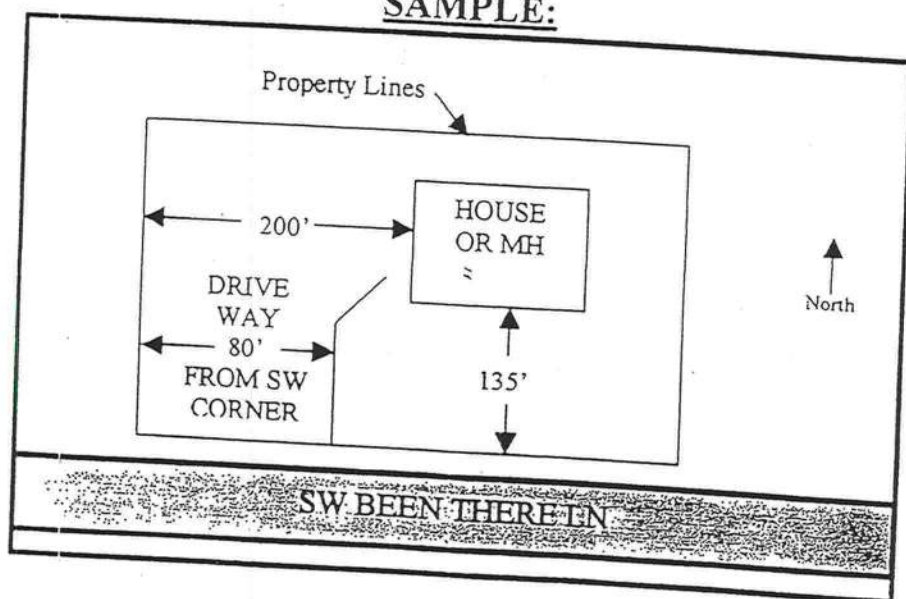 SAMPLE:
Property Lines
200'
HOUSE
OR MH
DRIVE
WAY
80'
FROM SW
CORNER
135'
North
SW BEEN THERE LN